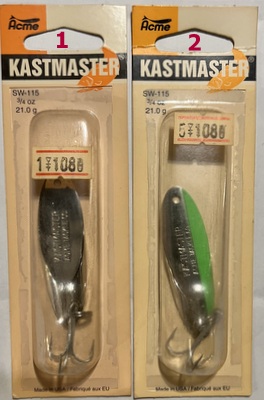 1
Acme
KASTMASTER
SW-115
3/4 oz
21.0 g
1 ¥1080
KASTMASTER
Made in USA / Fabriqué aux EU
2
Acme
KASTMASTER
SW-115
3/4 oz
21.0 g
5 ¥1080
Made in USA / Fabriqué aux EU